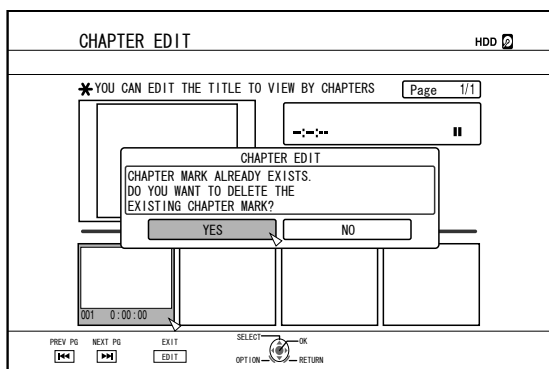 CHAPTER EDIT
HDD
YOU CAN EDIT THE TITLE TO VIEW BY CHAPTERS
Page 1/1
--:--:--
CHAPTER EDIT
CHAPTER MARK ALREADY EXISTS.
DO YOU WANT TO DELETE THE
EXISTING CHAPTER MARK?
YES NO
001 0:00:00
PREV PG NEXT PG EXIT SELECT OK
EDIT OPTION RETURN